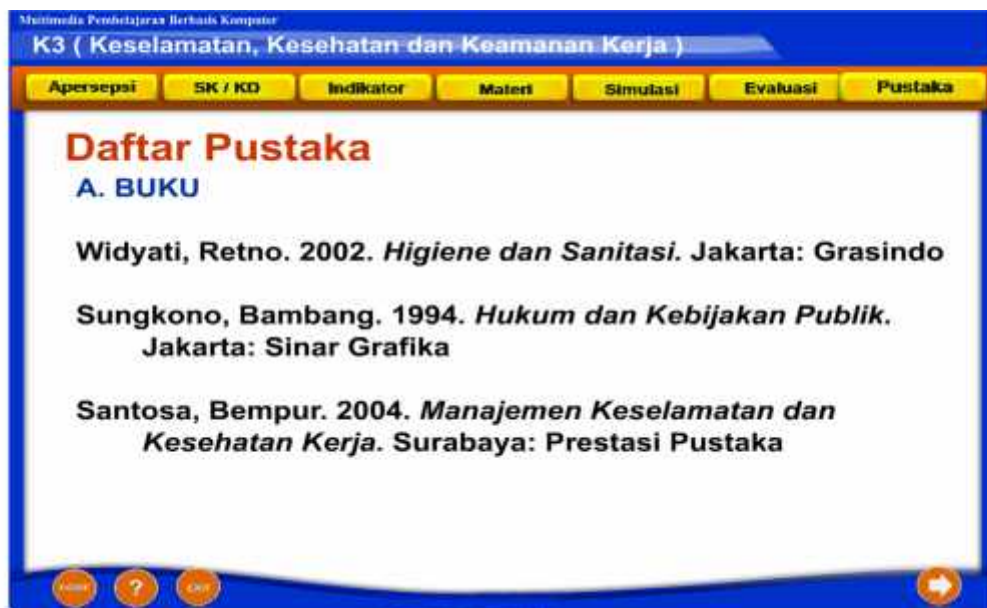 Multimedia Pembelajaran Berbasis Komputer
K3 ( Keselamatan, Kesehatan dan Keamanan Kerja )
Apersepsi SK / KD Indikator Materi Simulasi Evaluasi Pustaka
Daftar Pustaka
A. BUKU
Widyati, Retno. 2002. Higiene dan Sanitasi. Jakarta: Grasindo
Sungkono, Bambang. 1994. Hukum dan Kebijakan Publik.
Jakarta: Sinar Grafika
Santosa, Bempur. 2004. Manajemen Keselamatan dan
Kesehatan Kerja. Surabaya: Prestasi Pustaka
?